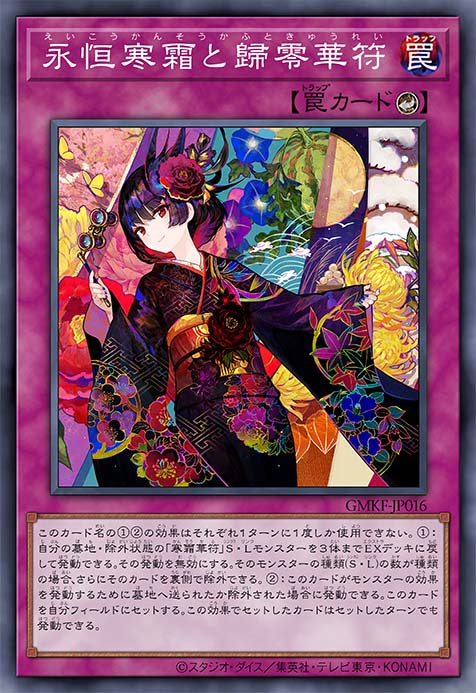 えいこうかんそうかふときゅうれい
永恒寒霜と歸零華符
トラップ
罠
トラップ
【罠カード】
GMKF-JP016
このカード名の①②の効果はそれぞれ1ターンに1度しか使用できない。①：
自分の墓地・除外状態の「寒霜華符」S・Lモンスターを3体までEXデッキに戻
して発動できる。その発動を無効にする。そのモンスターの種類(S・L)の数が種類
の場合、さらにそのカードを裏側で除外できる。②：このカードがモンスターの効果
を発動するために墓地へ送られたか除外された場合に発動できる。このカード
を自分フィールドにセットする。この効果でセットしたカードはセットしたターンでも
発動できる。
©スタジオ・ダイス／集英社・テレビ東京・KONAMI